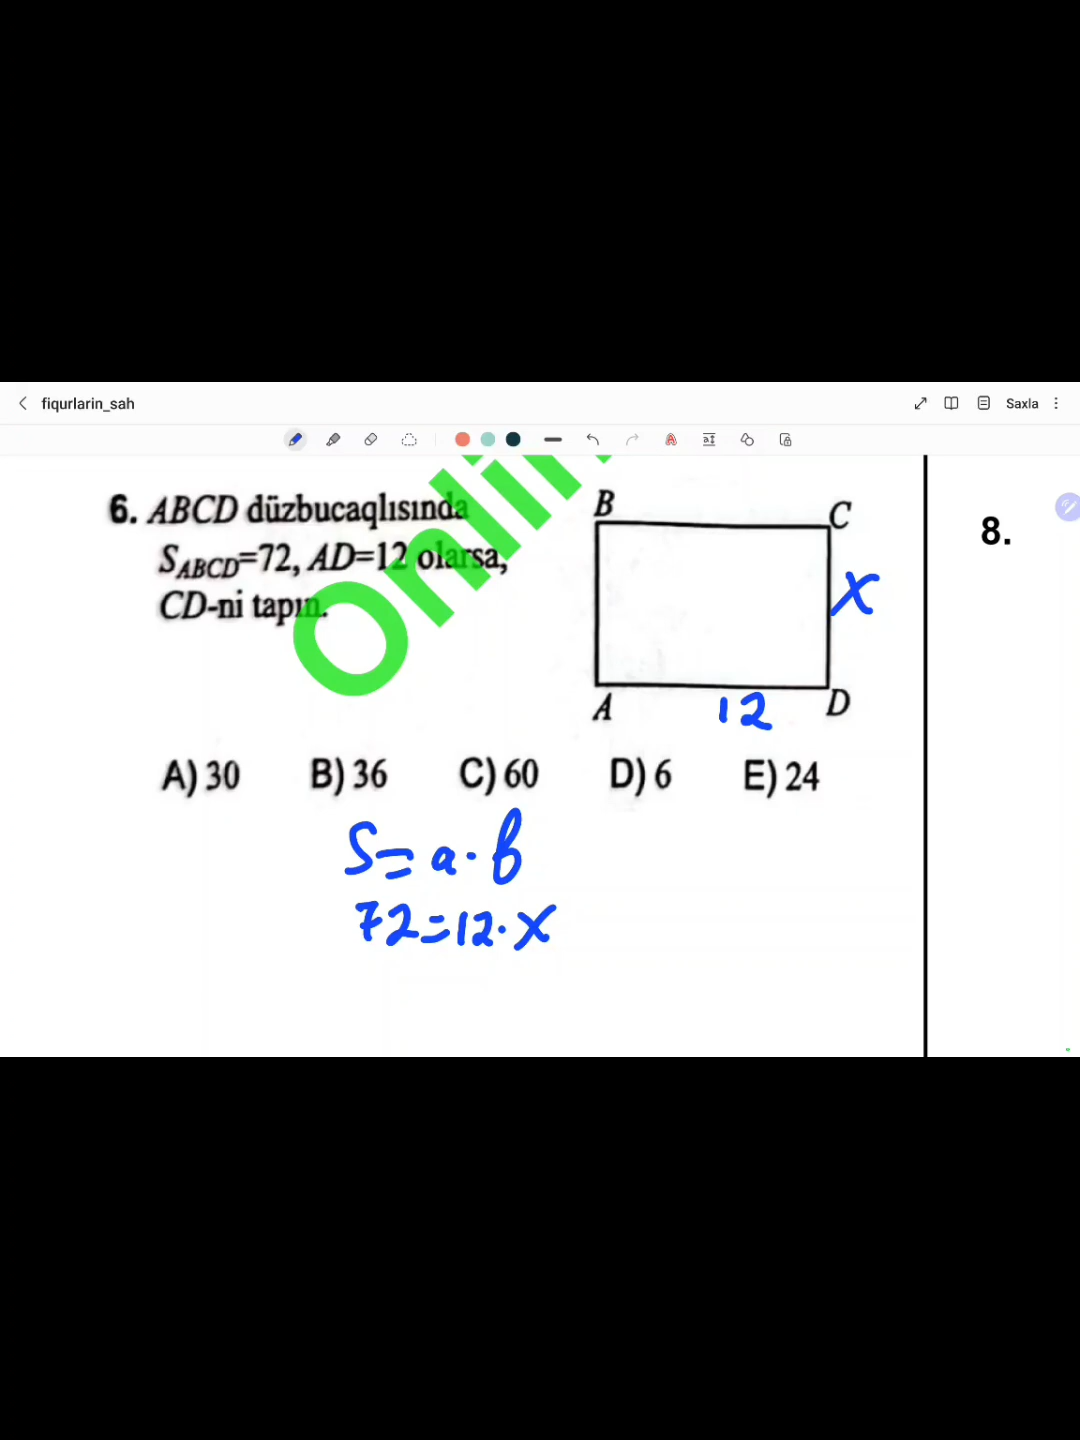 fiqurlarin_sah
Saxla
Onlin
6. ABCD düzbucaqlısında
S_ABCD=72, AD=12 olarsa,
CD-ni tapın.
B
C
x
A
12
D
8.
A) 30 B) 36 C) 60 D) 6 E) 24
S=a·b
72=12·x